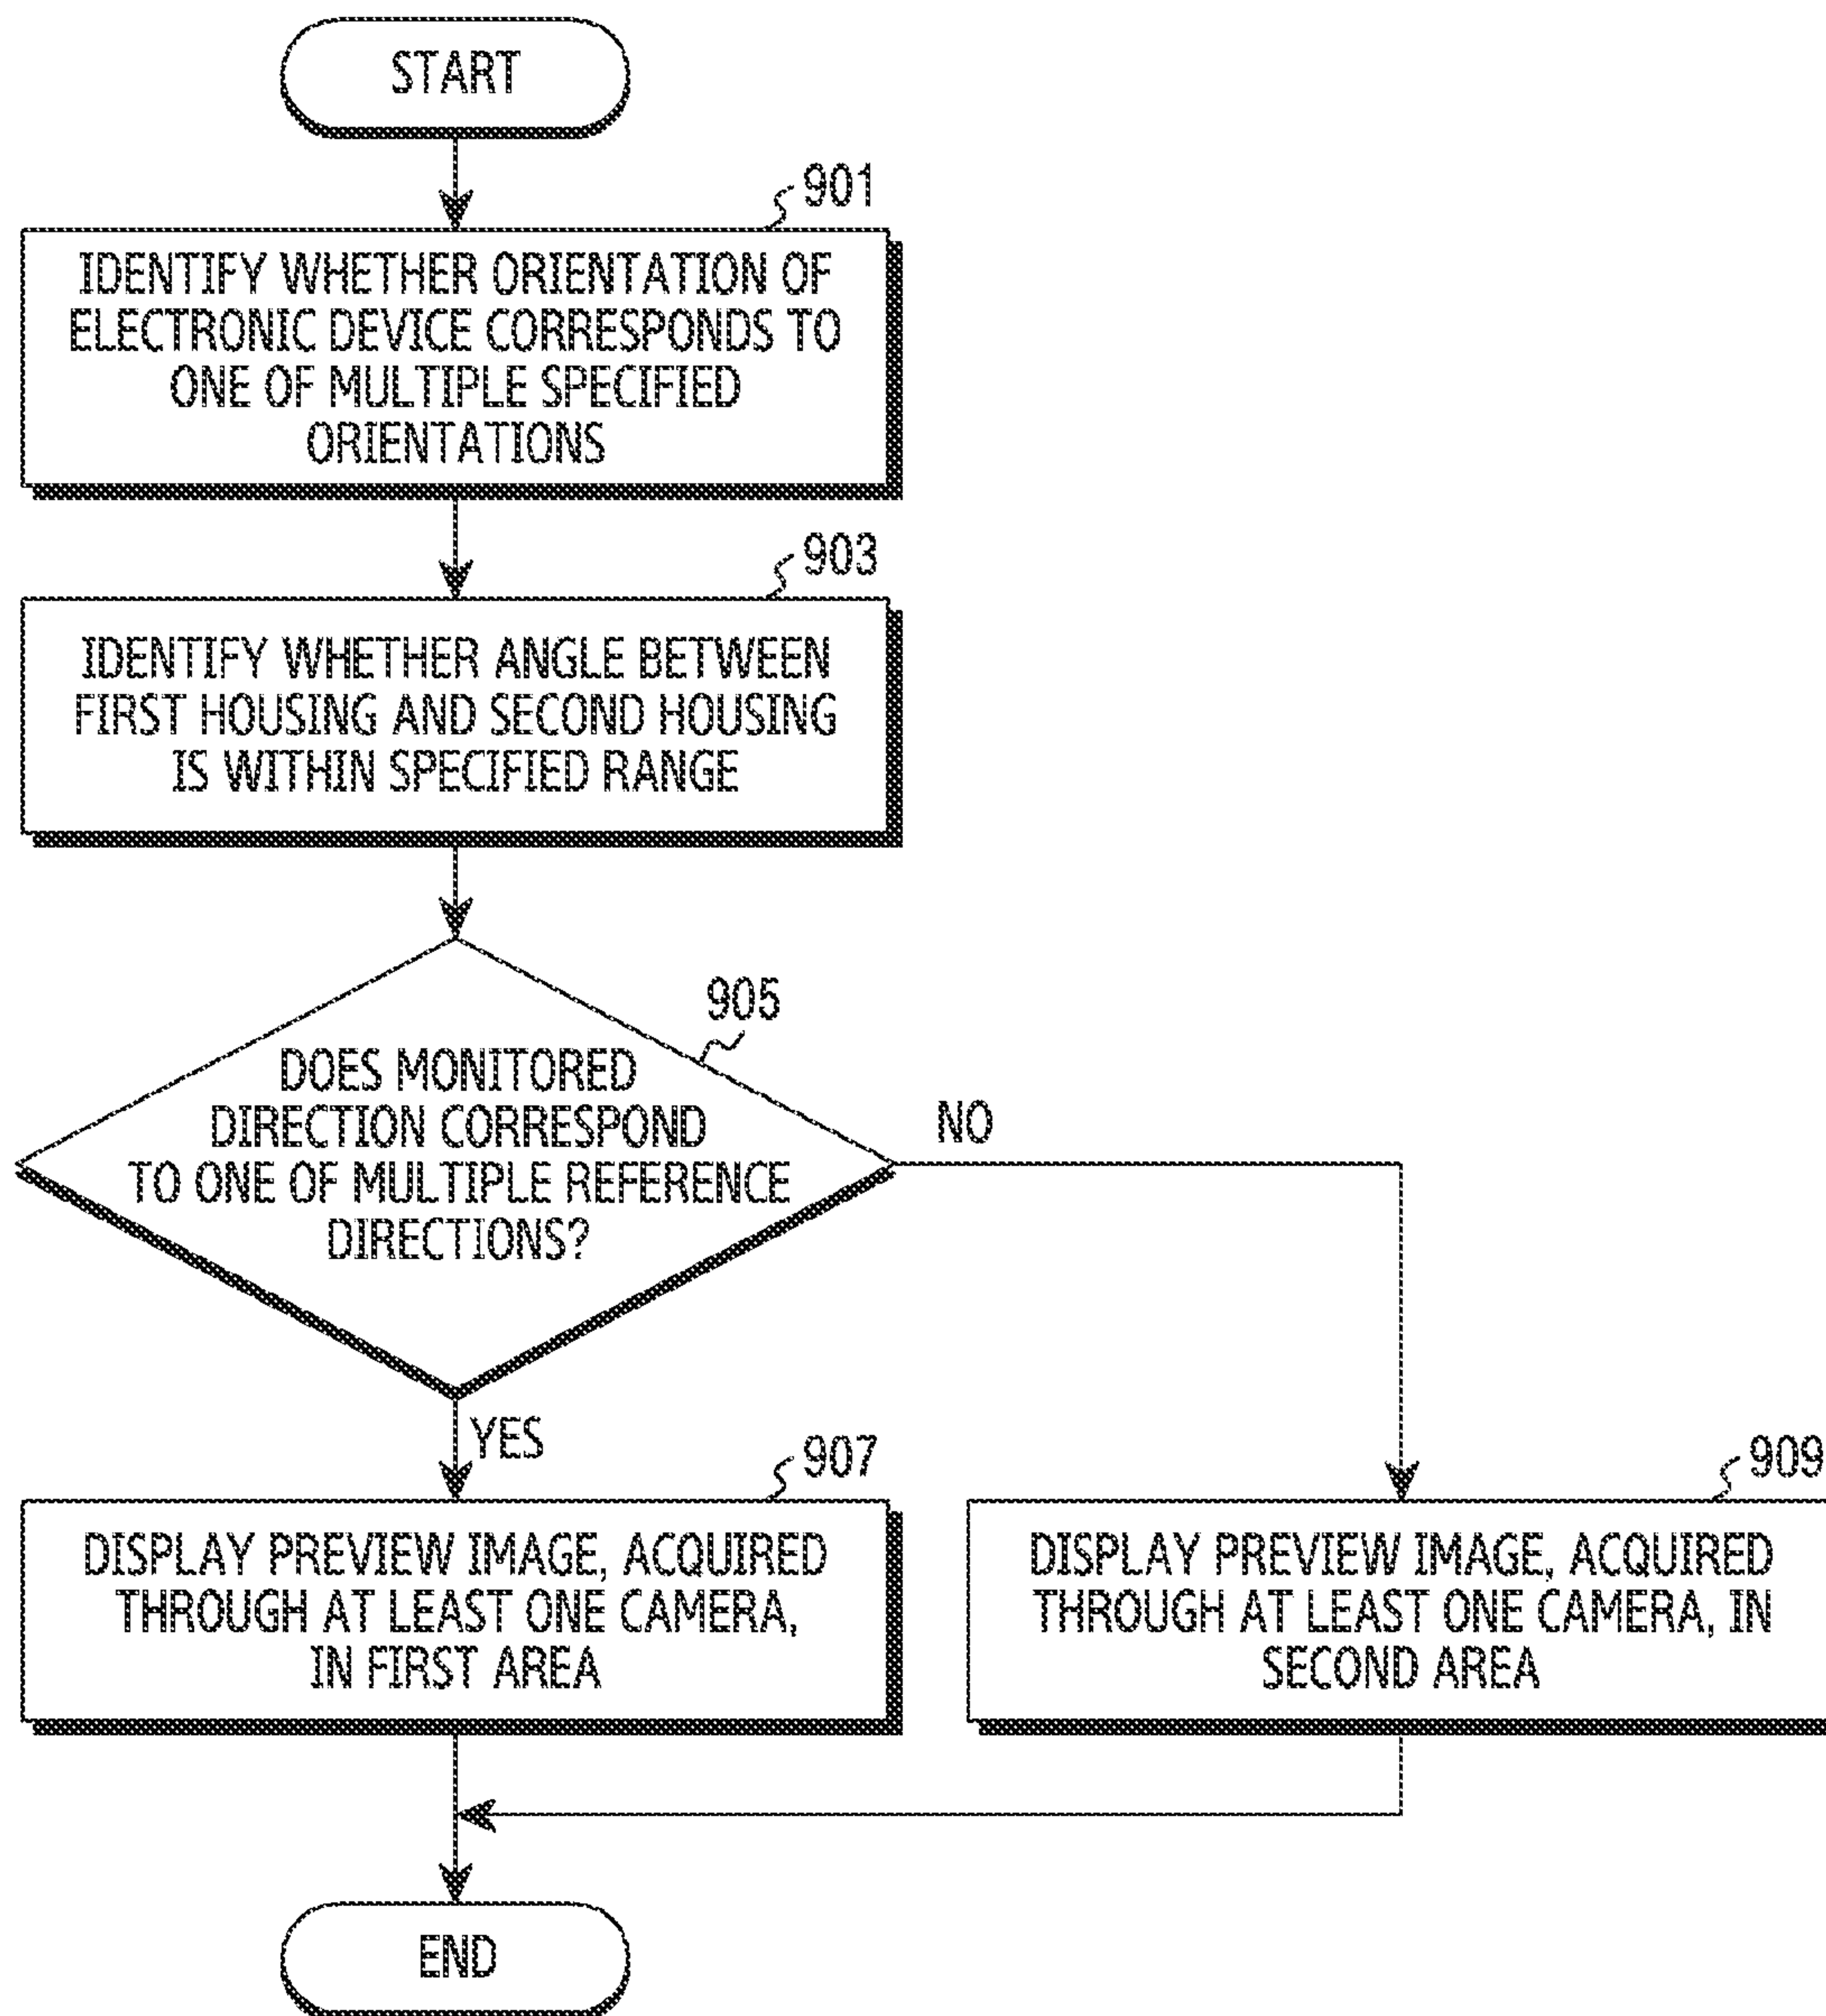 START
901
IDENTIFY WHETHER ORIENTATION OF
ELECTRONIC DEVICE CORRESPONDS TO
ONE OF MULTIPLE SPECIFIED
ORIENTATIONS
903
IDENTIFY WHETHER ANGLE BETWEEN
FIRST HOUSING AND SECOND HOUSING
IS WITHIN SPECIFIED RANGE
905
DOES MONITORED
DIRECTION CORRESPOND
TO ONE OF MULTIPLE REFERENCE
DIRECTIONS?
NO
YES
907
DISPLAY PREVIEW IMAGE, ACQUIRED
THROUGH AT LEAST ONE CAMERA,
IN FIRST AREA
909
DISPLAY PREVIEW IMAGE, ACQUIRED
THROUGH AT LEAST ONE CAMERA, IN
SECOND AREA
END